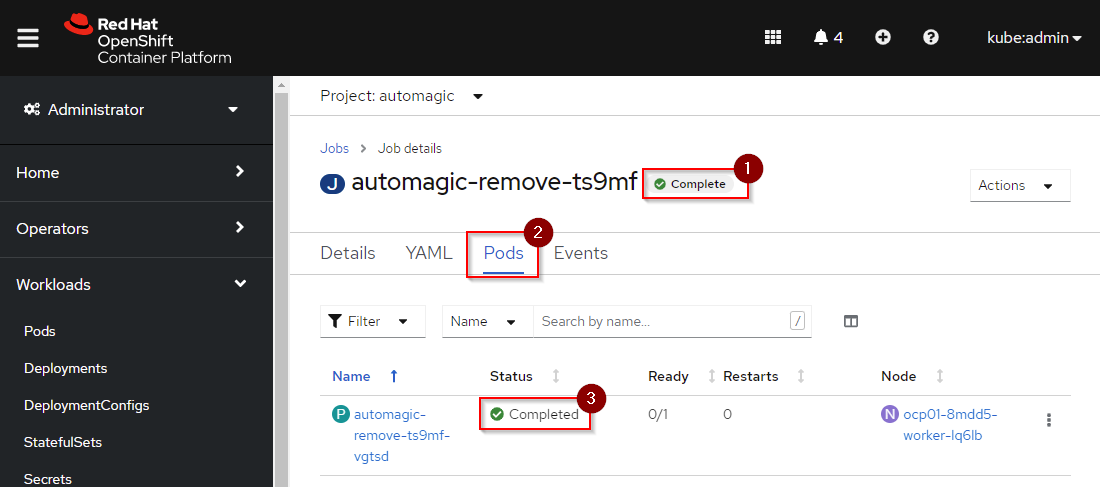 Red Hat
OpenShift
Container Platform
4
kube:admin
Administrator
Home
Operators
Workloads
Pods
Deployments
DeploymentConfigs
StatefulSets
Secrets
Project: automagic
Jobs > Job details
J automagic-remove-ts9mf Complete 1
Actions
Details YAML Pods 2 Events
Filter Name Search by name... /
Name Status Ready Restarts Node
3
P automagic- Completed 0/1 0 N ocp01-8mdd5-
remove-ts9mf- worker-lq6lb
vgtsd